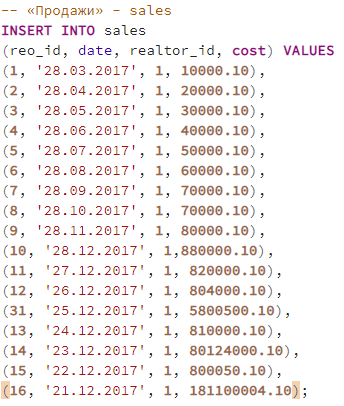 -- «Продажи» - sales
INSERT INTO sales
(reo_id, date, realtor_id, cost) VALUES
(1, '28.03.2017', 1, 10000.10),
(2, '28.04.2017', 1, 20000.10),
(3, '28.05.2017', 1, 30000.10),
(4, '28.06.2017', 1, 40000.10),
(5, '28.07.2017', 1, 50000.10),
(6, '28.08.2017', 1, 60000.10),
(7, '28.09.2017', 1, 70000.10),
(8, '28.10.2017', 1, 70000.10),
(9, '28.11.2017', 1, 80000.10),
(10, '28.12.2017', 1,880000.10),
(11, '27.12.2017', 1, 820000.10),
(12, '26.12.2017', 1, 804000.10),
(31, '25.12.2017', 1, 5800500.10),
(13, '24.12.2017', 1, 810000.10),
(14, '23.12.2017', 1, 80124000.10),
(15, '22.12.2017', 1, 800050.10),
(16, '21.12.2017', 1, 181100004.10);